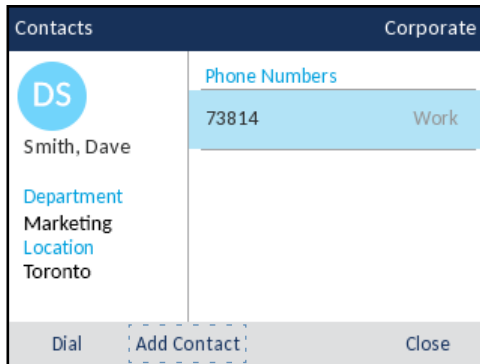 Contacts Corporate
DS
Smith, Dave
Department
Marketing
Location
Toronto
Phone Numbers
73814 Work
Dial Add Contact Close